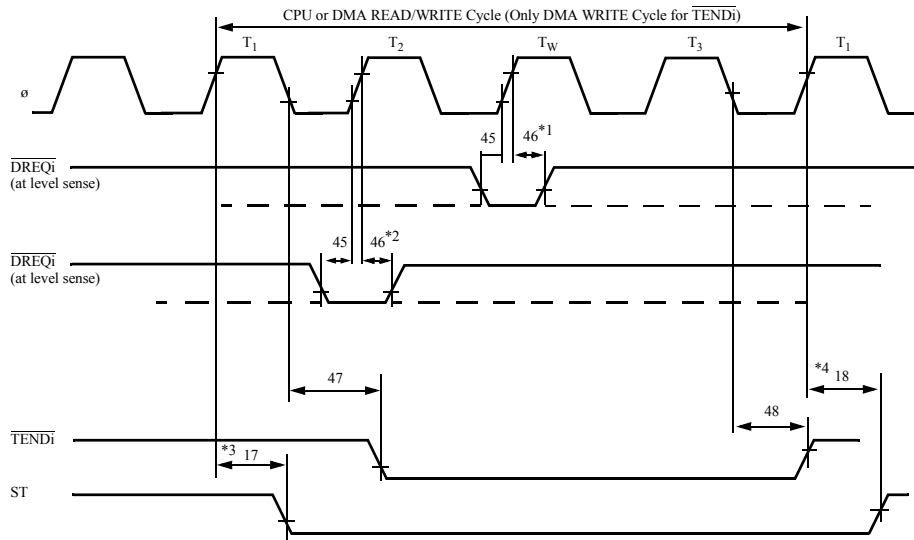 CPU or DMA READ/WRITE Cycle (Only DMA WRITE Cycle for TENDi)
T1 T2 TW T3 T1
ø
45 46*1
DREQi
(at level sense)
45 46*2
DREQi
(at level sense)
47 *4 18
48
TENDi
*3 17
ST